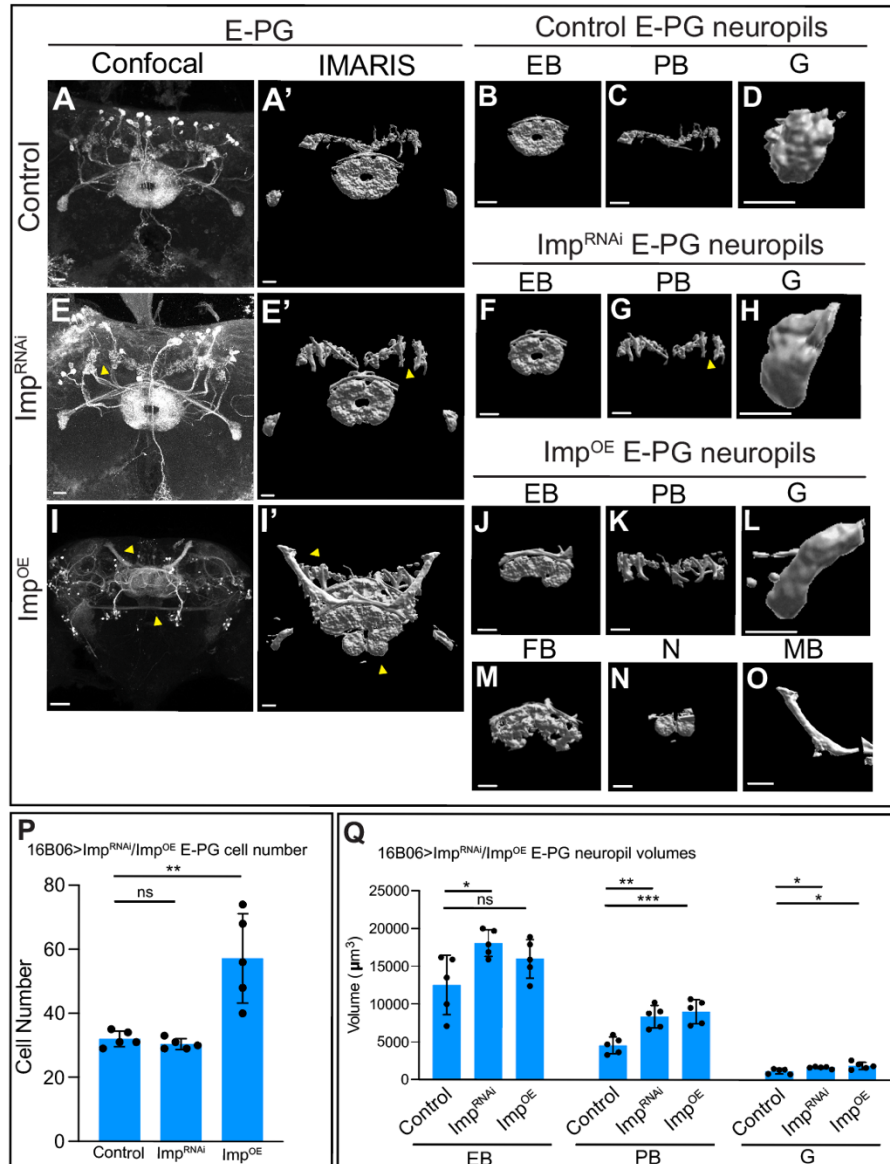 E-PG
Control E-PG neuropils
Confocal
IMARIS
EB
PB
G
Control
A
A'
B
C
D
Imp^RNAi E-PG neuropils
EB
PB
G
Imp^RNAi
E
E'
F
G
H
Imp^OE E-PG neuropils
EB
PB
G
Imp^OE
I
I'
J
K
L
FB
N
MB
M
N
O
P
16B06>Imp^RNAi/Imp^OE E-PG cell number
**
ns
80
60
40
20
0
Cell Number
Control
Imp^RNAi
Imp^OE
Q
16B06>Imp^RNAi/Imp^OE E-PG neuropil volumes
*
ns
**
***
*
*
25000
20000
15000
10000
5000
0
Volume (μm³)
Control
Imp^RNAi
Imp^OE
Control
Imp^RNAi
Imp^OE
Control
Imp^RNAi
Imp^OE
EB
PB
G